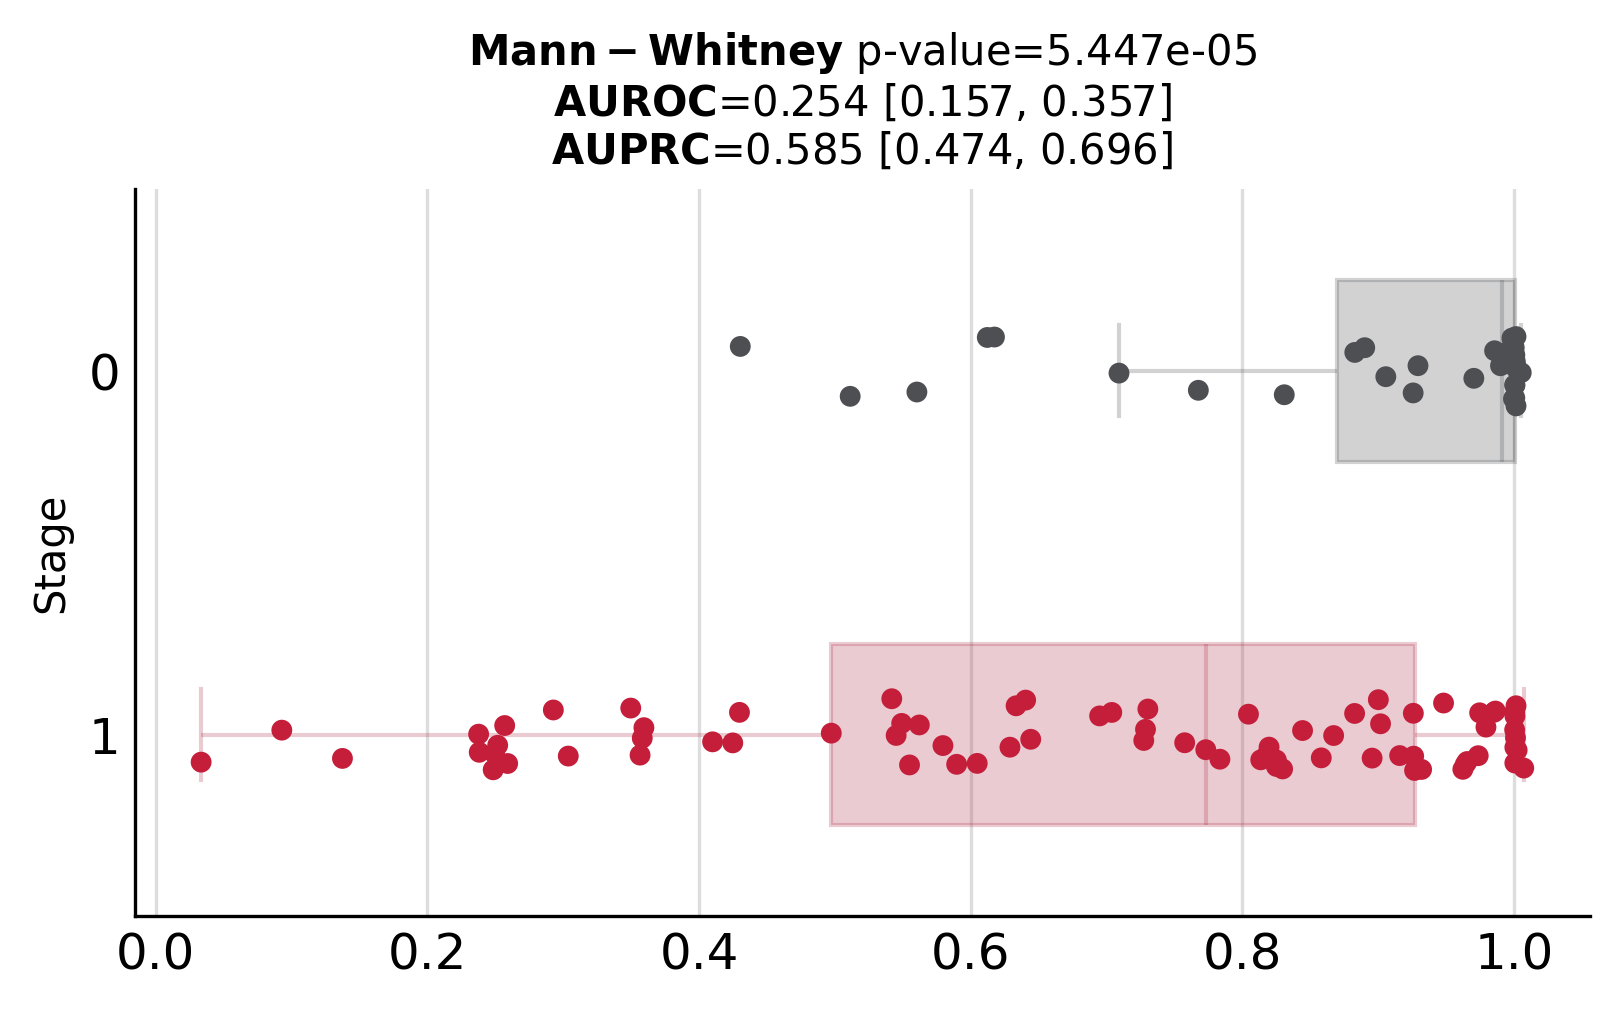 Mann − Whitney p-value=5.447e-05
AUROC=0.254 [0.157, 0.357]
AUPRC=0.585 [0.474, 0.696]
0
Stage
1
0.0 0.2 0.4 0.6 0.8 1.0